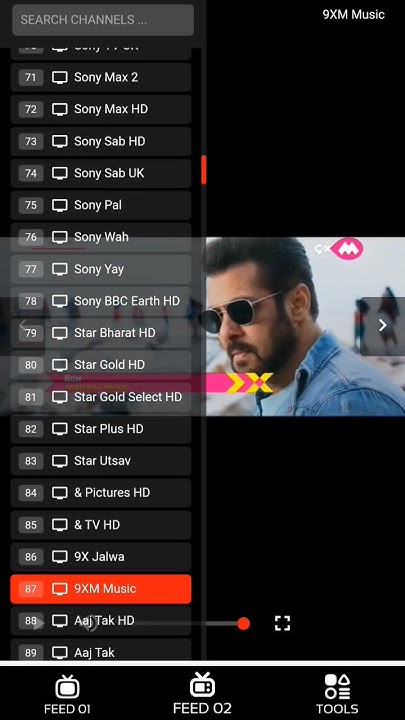 SEARCH CHANNELS ...
9XM Music
71 Sony Max 2
72 Sony Max HD
73 Sony Sab HD
74 Sony Sab UK
75 Sony Pal
76 Sony Wah
77 Sony Yay
78 Sony BBC Earth HD
79 Star Bharat HD
80 Star Gold HD
Now
81 Star Gold Select HD
82 Star Plus HD
83 Star Utsav
84 & Pictures HD
85 & TV HD
86 9X Jalwa
87 9XM Music
88 Aaj Tak HD
89 Aaj Tak
FEED 01
FEED 02
TOOLS